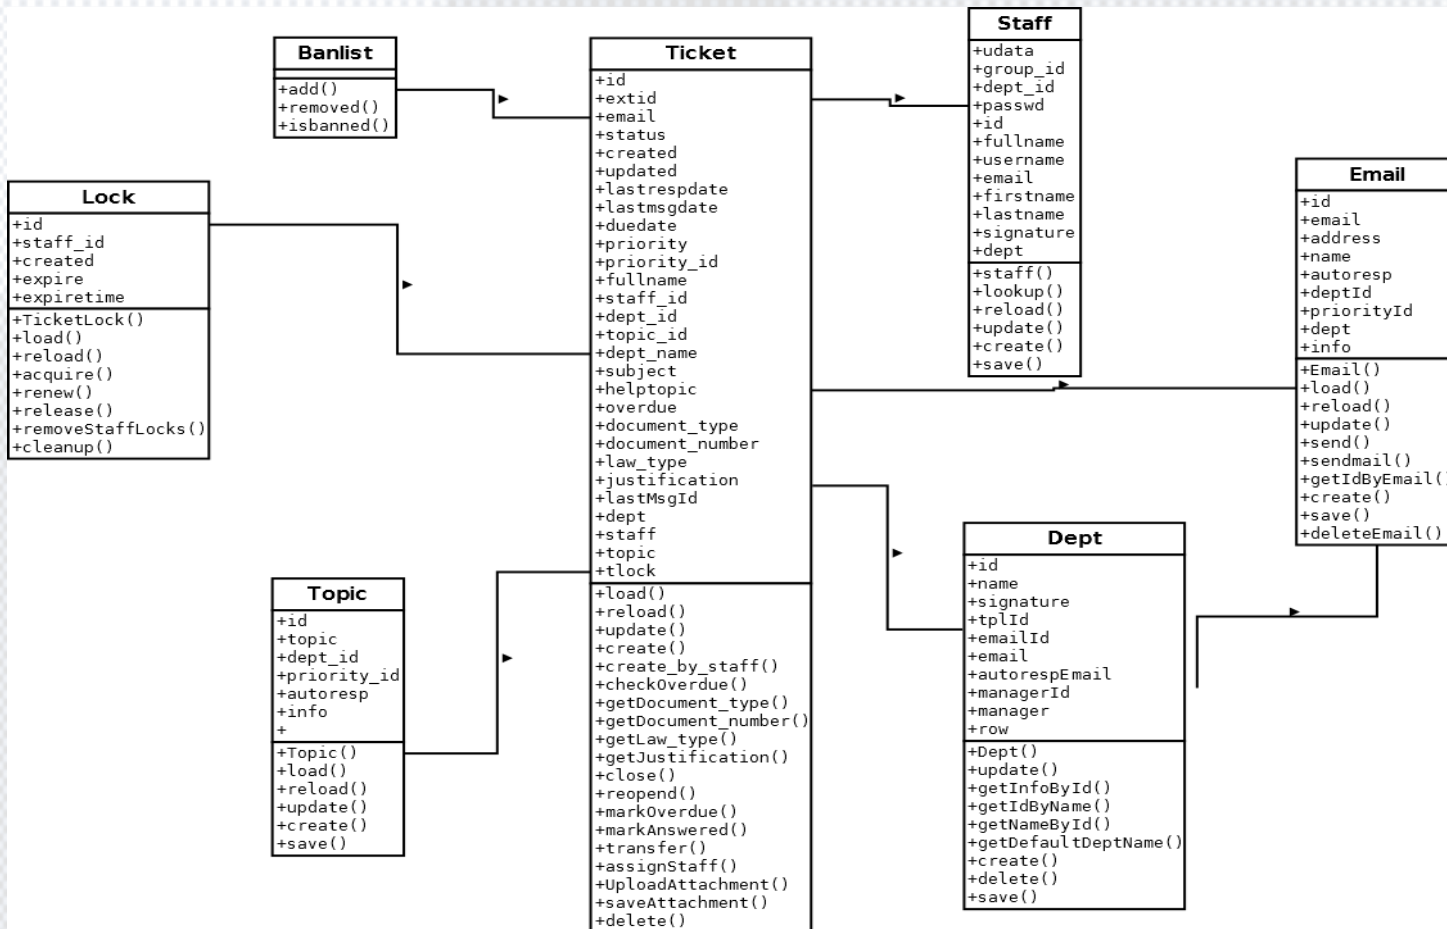 Banlist
+add()
+removed()
+isbanned()
Lock
+id
+staff_id
+created
+expire
+expiretime
+TicketLock()
+load()
+reload()
+acquire()
+renew()
+release()
+removeStaffLocks()
+cleanup()
Topic
+id
+topic
+dept_id
+priority_id
+autoresp
+info
+
+Topic()
+load()
+reload()
+update()
+create()
+save()
Ticket
+id
+extid
+email
+status
+created
+updated
+lastrespdate
+lastmsgdate
+duedate
+priority
+priority_id
+fullname
+staff_id
+dept_id
+topic_id
+dept_name
+subject
+helptopic
+overdue
+document_type
+document_number
+law_type
+justification
+lastMsgId
+dept
+staff
+topic
+tlock
+load()
+reload()
+update()
+create()
+create_by_staff()
+checkOverdue()
+getDocument_type()
+getDocument_number()
+getLaw_type()
+getJustification()
+close()
+reopend()
+markOverdue()
+markAnswered()
+transfer()
+assignStaff()
+UploadAttachment()
+saveAttachment()
+delete()
Staff
+udata
+group_id
+dept_id
+passwd
+id
+fullname
+username
+email
+firstname
+lastname
+signature
+dept
+staff()
+lookup()
+reload()
+update()
+create()
+save()
Dept
+id
+name
+signature
+tplId
+emailId
+email
+autorespEmail
+managerId
+manager
+row
+Dept()
+update()
+getInfoById()
+getIdByName()
+getNameById()
+getDefaultDeptName()
+create()
+delete()
+save()
Email
+id
+email
+address
+name
+autoresp
+deptId
+priorityId
+dept
+info
+Email()
+load()
+reload()
+update()
+send()
+sendmail()
+getIdByEmail()
+create()
+save()
+deleteEmail()